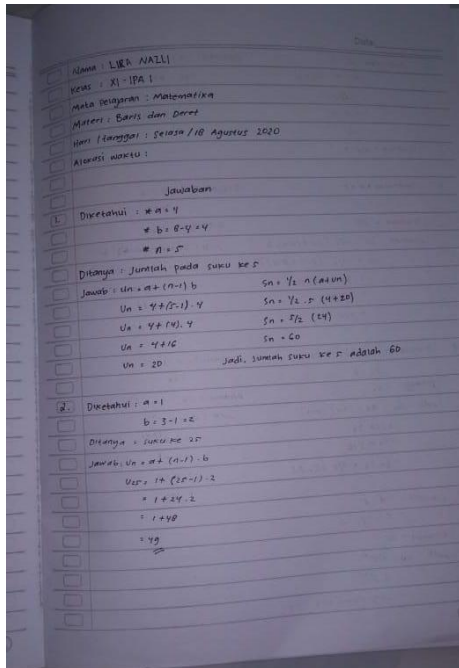 Date
Nama : LIRA NAZLI
Kelas : XI-IPA 1
Mata Pelajaran : Matematika
Materi : Baris dan Deret
Hari / tanggal : Selasa / 18 Agustus 2020
Alokasi waktu :
Jawaban
1. Diketahui : * a = 4
* b = 8-4 = 4
* n = 5
Ditanya : Jumlah pada suku ke 5
Jawab : Un = a + (n-1) b
Un = 4 + (5-1) . 4
Un = 4 + (4) . 4
Un = 4 + 16
Un = 20
Sn = 1/2 n (a+Un)
Sn = 1/2 . 5 (4+20)
Sn = 5/2 (24)
Sn = 60
Jadi, Jumlah suku ke 5 adalah 60
2. Diketahui : a = 1
b = 3-1 = 2
Ditanya = suku ke 25
Jawab : Un = a + (n-1) . b
U25 = 1 + (25-1) . 2
= 1 + 24 . 2
= 1 + 48
= 49